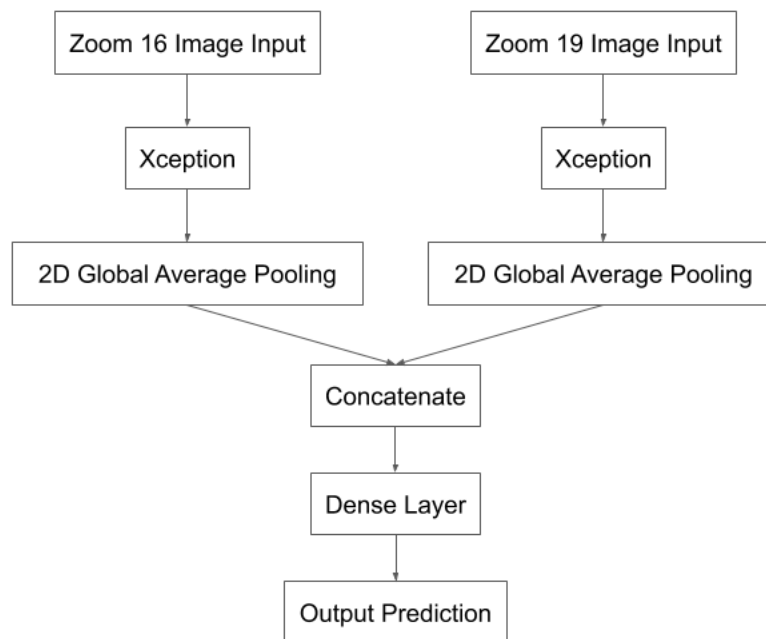 Zoom 16 Image Input
Zoom 19 Image Input
Xception
Xception
2D Global Average Pooling
2D Global Average Pooling
Concatenate
Dense Layer
Output Prediction